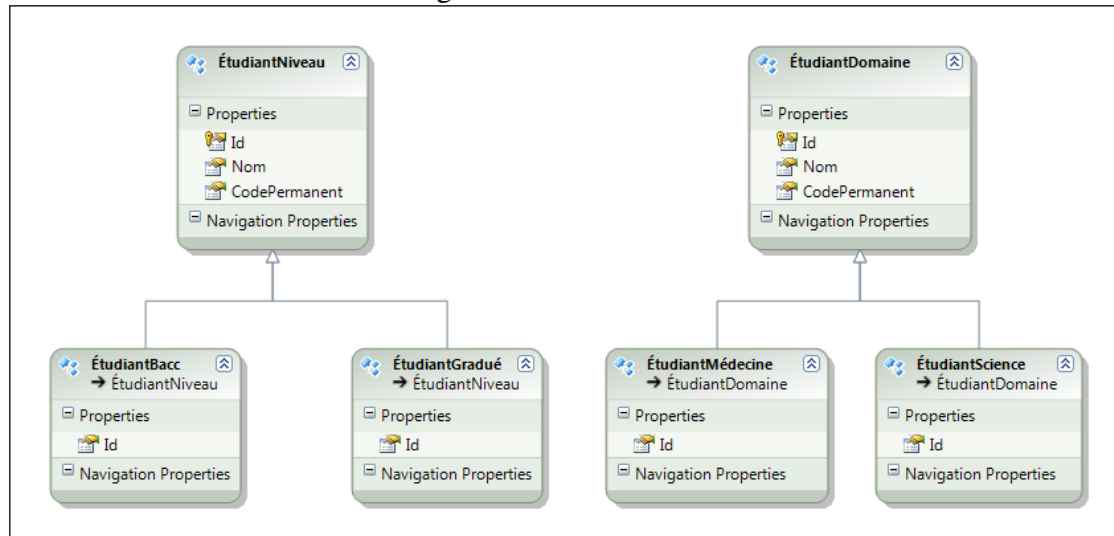 ÉtudiantNiveau
Properties
Id
Nom
CodePermanent
Navigation Properties
ÉtudiantDomaine
Properties
Id
Nom
CodePermanent
Navigation Properties
ÉtudiantBacc
→ ÉtudiantNiveau
Properties
Id
Navigation Properties
ÉtudiantGradué
→ ÉtudiantNiveau
Properties
Id
Navigation Properties
ÉtudiantMédecine
→ ÉtudiantDomaine
Properties
Id
Navigation Properties
ÉtudiantScience
→ ÉtudiantDomaine
Properties
Id
Navigation Properties